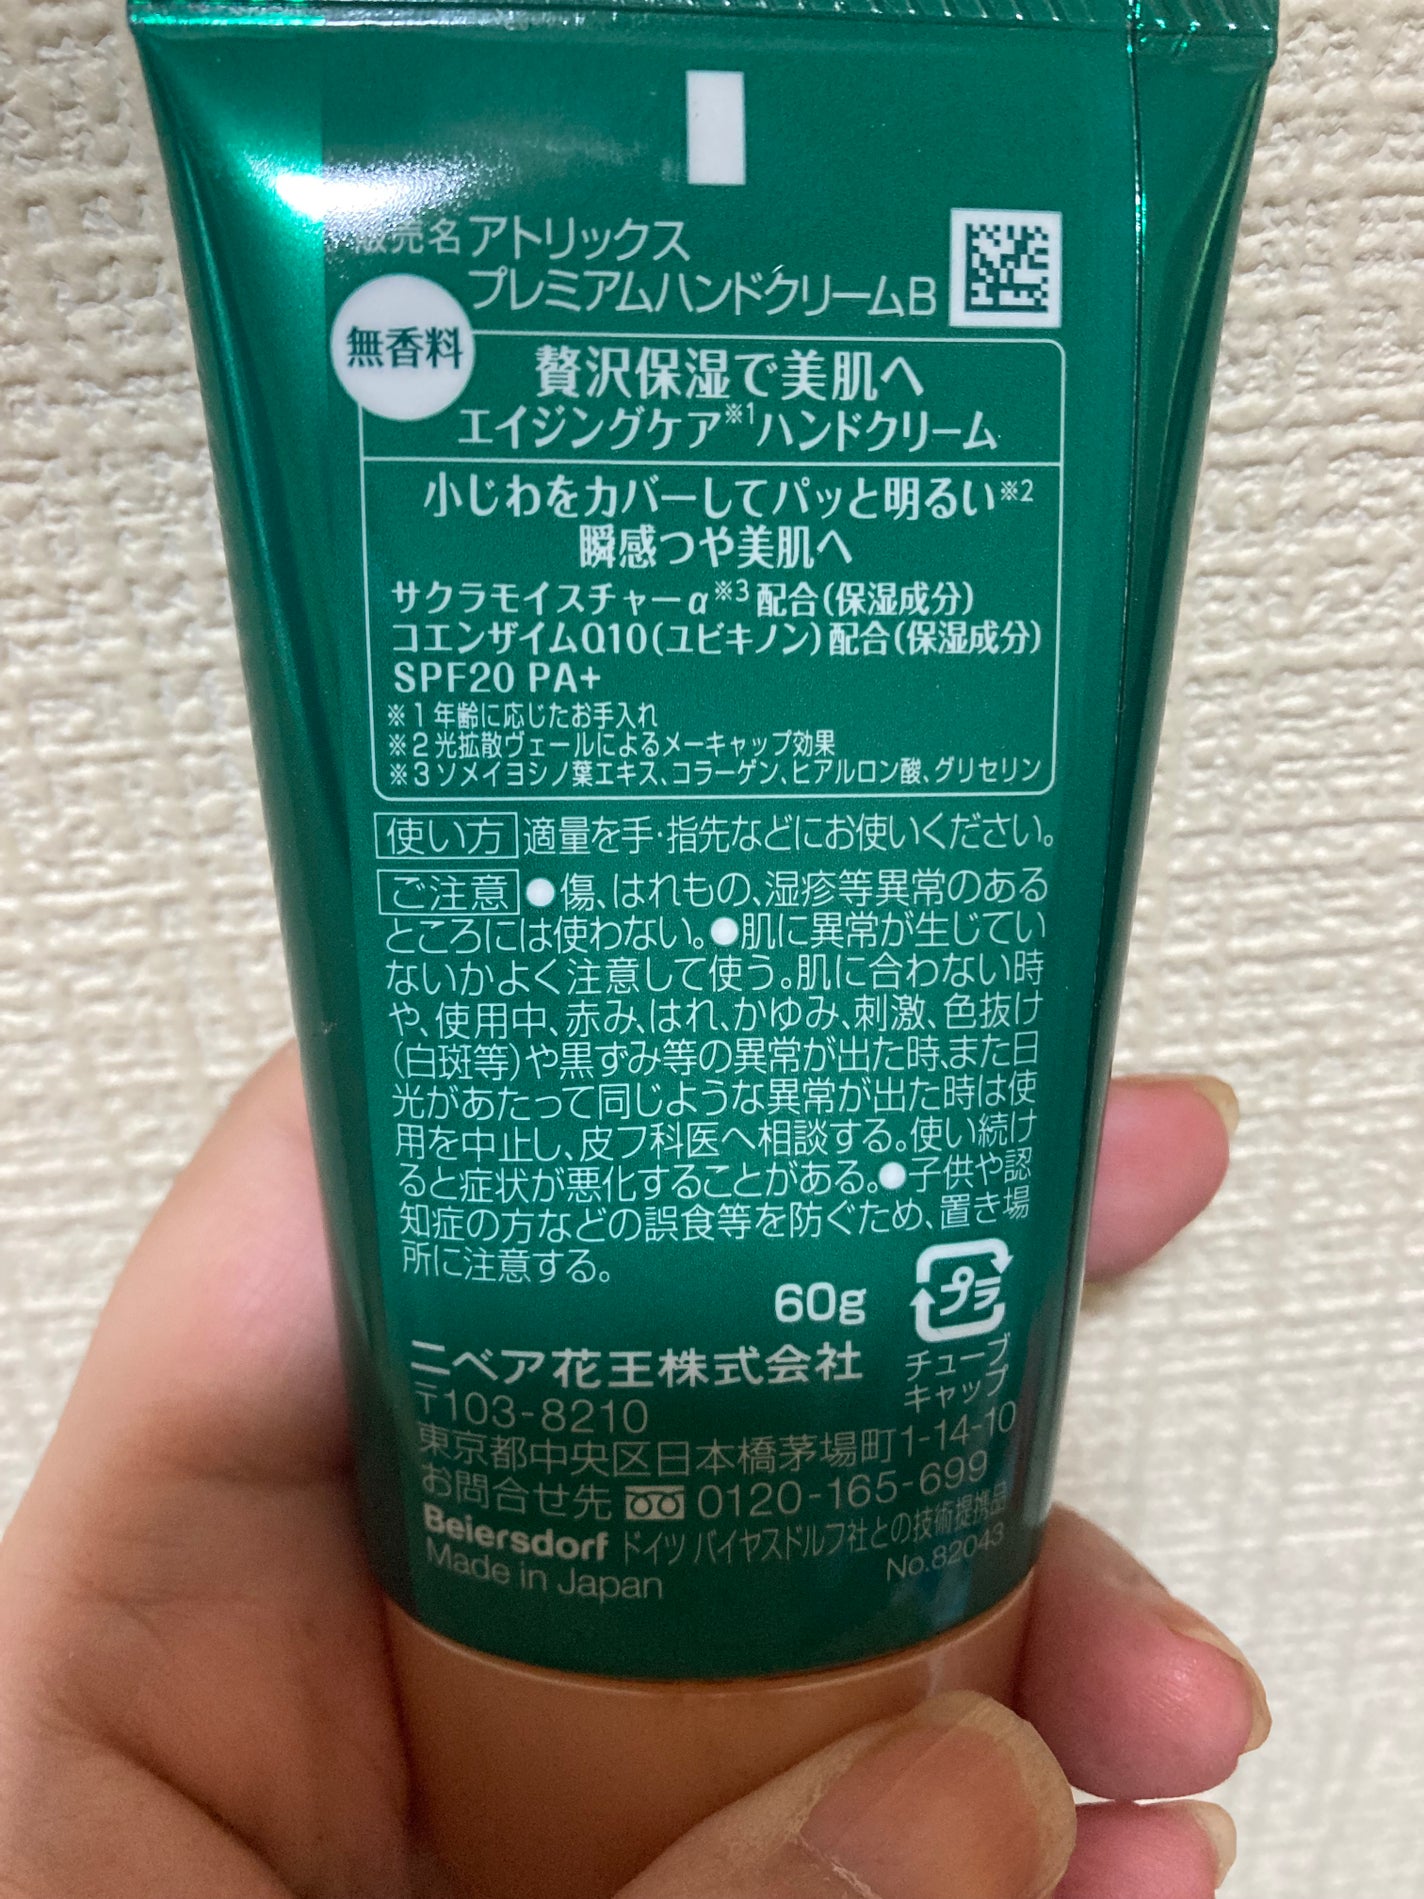 販売名 アトリックス
プレミアムハンドクリームB
無香料
贅沢保湿で美肌へ
エイジングケア※1ハンドクリーム
小じわをカバーしてパッと明るい※2
瞬感つや美肌へ
サクラモイスチャーα※3配合(保湿成分)
コエンザイムQ10(ユビキノン)配合(保湿成分)
SPF20 PA+
※1年齢に応じたお手入れ
※2光拡散ヴェールによるメーキャップ効果
※3ソメイヨシノ葉エキス、コラーゲン、ヒアルロン酸、グリセリン
使い方 適量を手・指先などにお使いください。
ご注意 ●傷、はれもの、湿疹等異常のある
ところには使わない。●肌に異常が生じてい
ないかよく注意して使う。肌に合わない時
や、使用中、赤み、はれ、かゆみ、刺激、色抜け
(白斑等)や黒ずみ等の異常が出た時、また日
光があたって同じような異常が出た時は使
用を中止し、皮フ科医へ相談する。使い続け
ると症状が悪化することがある。●子供や認
知症の方などの誤食等を防ぐため、置き場
所に注意する。
60g
プラ
チューブ
キャップ
ニベア花王株式会社
〒103-8210
東京都中央区日本橋茅場町1-14-10
お問合せ先 0120-165-699
Beiersdorf ドイツ バイヤスドルフ社との技術提携品
Made in Japan
No.82043